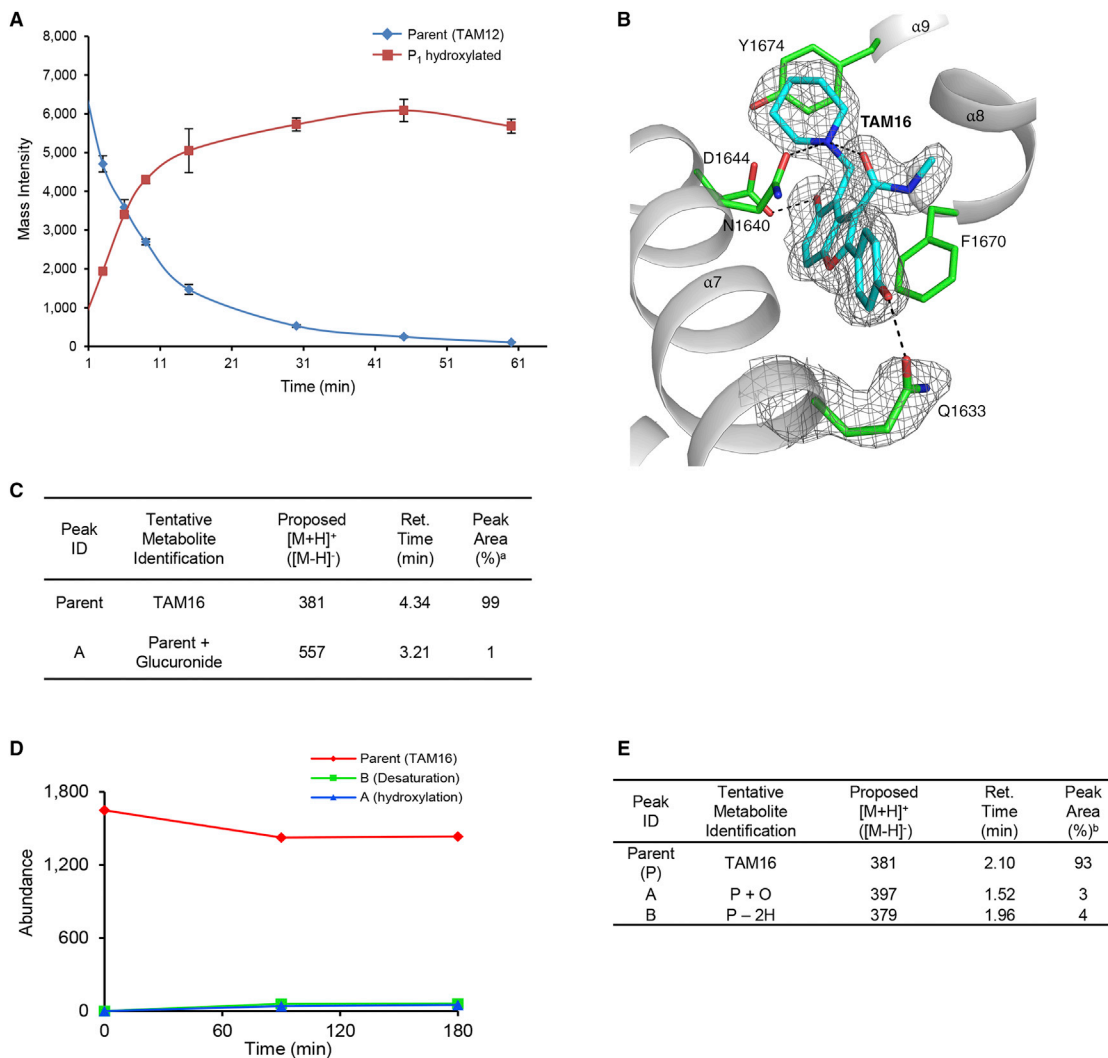 A
8,000
7,000
6,000
5,000
4,000
3,000
2,000
1,000
0
Mass Intensity
1 11 21 31 41 51 61
Time (min)
Parent (TAM12)
P1 hydroxylated
B
α9
Y1674
TAM16
α8
D1644
N1640
F1670
α7
Q1633
C
Peak ID
Tentative Metabolite Identification
Proposed [M+H]+ ([M-H]-)
Ret. Time (min)
Peak Area (%)a
Parent TAM16 381 4.34 99
A Parent + Glucuronide 557 3.21 1
D
Parent (TAM16)
B (Desaturation)
A (hydroxylation)
1,800
1,200
600
0
Abundance
0 60 120 180
Time (min)
E
Peak ID
Tentative Metabolite Identification
Proposed [M+H]+ ([M-H]-)
Ret. Time (min)
Peak Area (%)b
Parent (P) TAM16 381 2.10 93
A P + O 397 1.52 3
B P – 2H 379 1.96 4